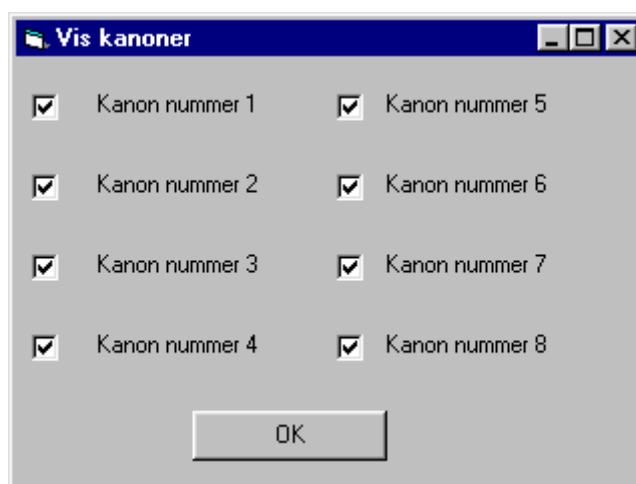 Vis kanoner
Kanon nummer 1
Kanon nummer 5
Kanon nummer 2
Kanon nummer 6
Kanon nummer 3
Kanon nummer 7
Kanon nummer 4
Kanon nummer 8
OK